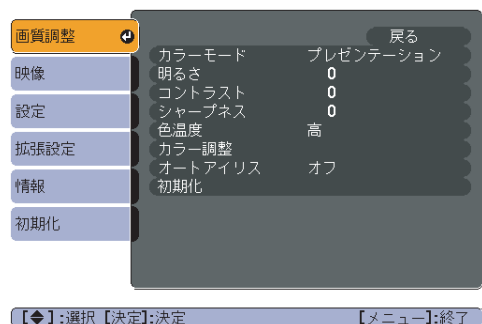 画質調整
映像
設定
拡張設定
情報
初期化
戻る
カラーモード プレゼンテーション
明るさ 0
コントラスト 0
シャープネス 0
色温度 高
カラー調整
オートアイリス オフ
初期化
[◆]:選択 [決定]:決定 [メニュー]:終了